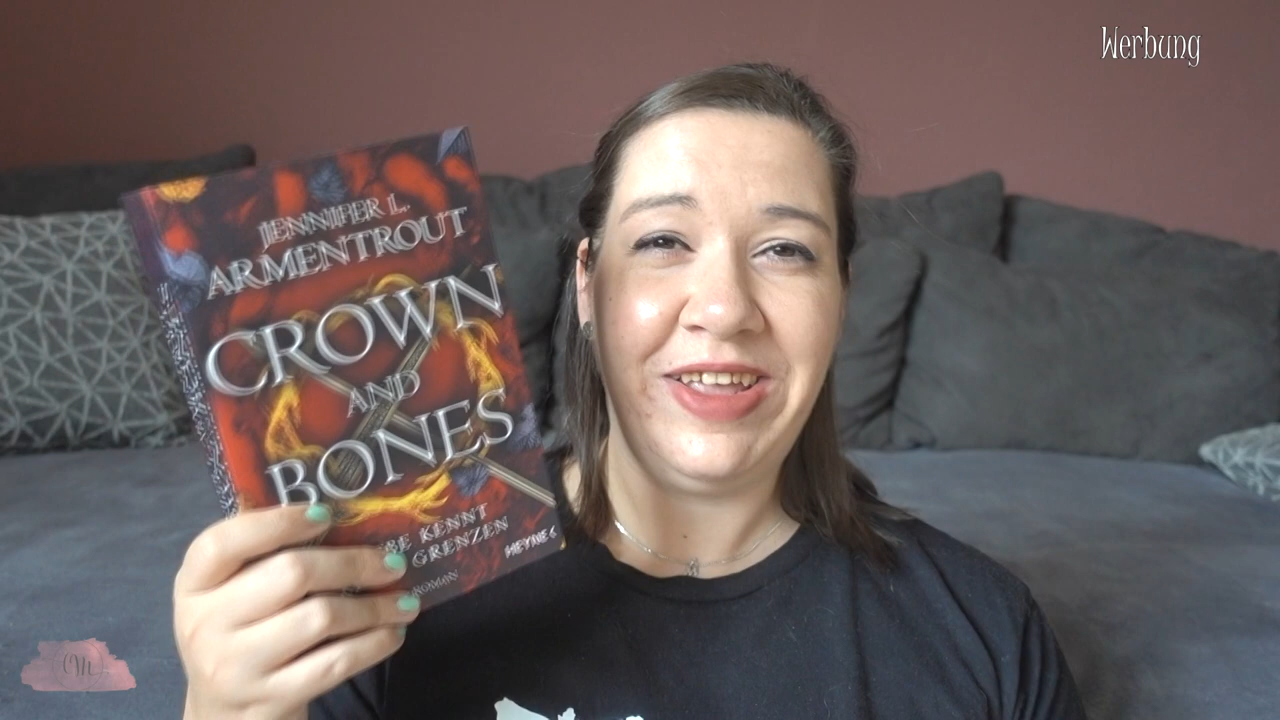 Werbung
JENNIFER L.
ARMENTROUT
CROWN
AND
BONES
KENNT
GRENZEN
ROMAN
HEYNE
M